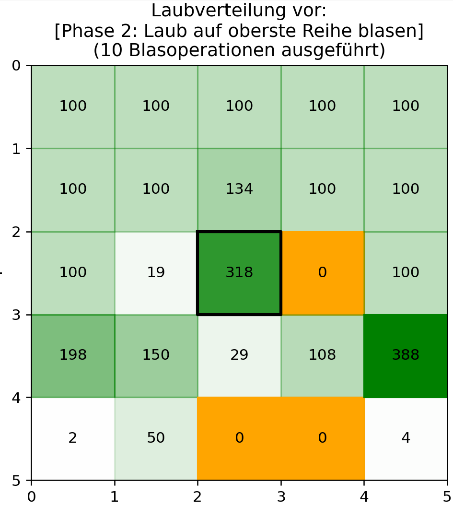 Laubverteilung vor:
[Phase 2: Laub auf oberste Reihe blasen]
(10 Blasoperationen ausgeführt)
0
100 100 100 100 100
1
100 100 134 100 100
2
100 19 318 0 100
3
198 150 29 108 388
4
2 50 0 0 4
5
0 1 2 3 4 5